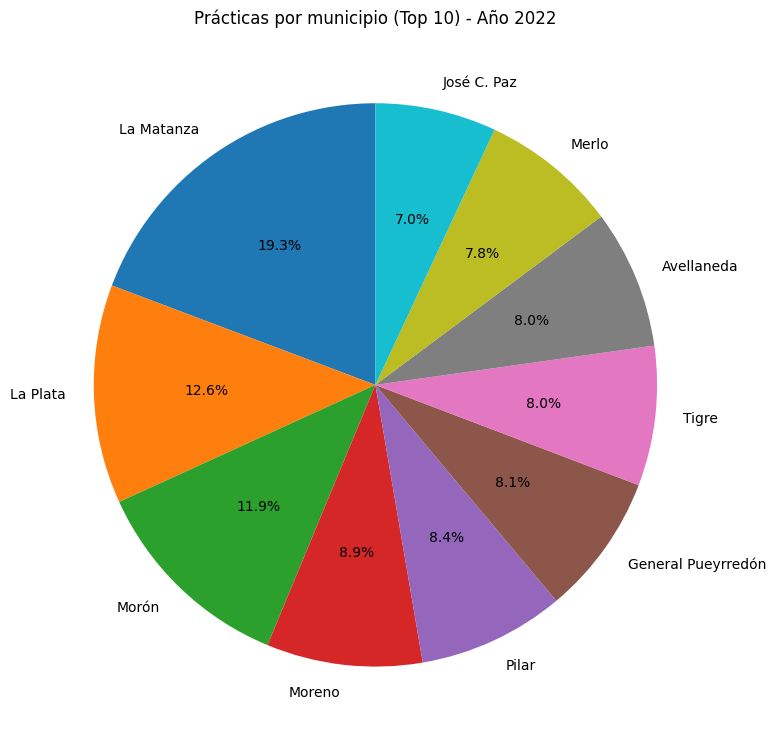 Prácticas por municipio (Top 10) - Año 2022
José C. Paz
La Matanza
Merlo
7.0%
19.3%
7.8%
Avellaneda
8.0%
La Plata
12.6%
8.0%
Tigre
8.1%
11.9%
8.4%
8.9%
General Pueyrredón
Morón
Pilar
Moreno